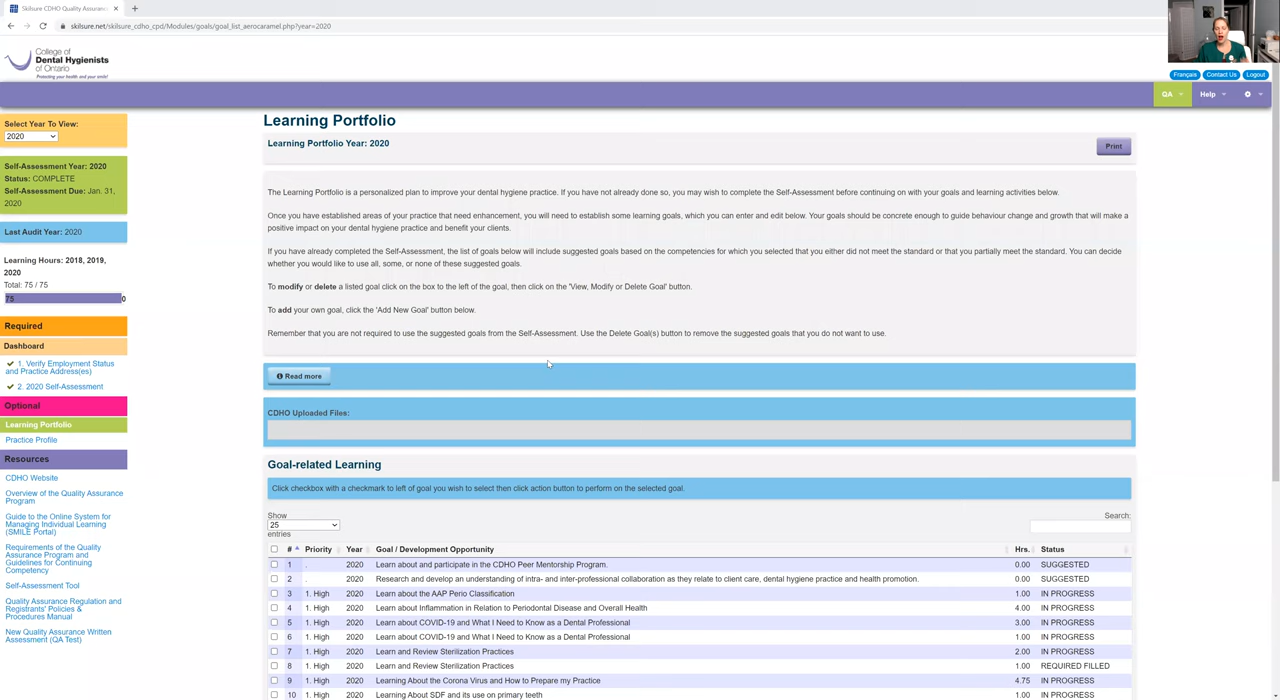 Skilsure CDHO Quality Assuranc
skilsure.net/skilsure_cdho_cpd/Modules/goals/goal_list_aerocaramel.php?year=2020
College of
Dental Hygienists
of Ontario
Protecting your health and your smile!
Français
Contact Us
Logout
QA
Help
Select Year To View:
2020
Self-Assessment Year: 2020
Status: COMPLETE
Self-Assessment Due: Jan. 31,
2020
Last Audit Year: 2020
Learning Hours: 2018, 2019,
2020
Total: 75 / 75
75 0
Required
Dashboard
1. Verify Employment Status
and Practice Address(es)
2. 2020 Self-Assessment
Optional
Learning Portfolio
Practice Profile
Resources
CDHO Website
Overview of the Quality Assurance
Program
Guide to the Online System for
Managing Individual Learning
(SMILE Portal)
Requirements of the Quality
Assurance Program and
Guidelines for Continuing
Competency
Self-Assessment Tool
Quality Assurance Regulation and
Registrants' Policies &
Procedures Manual
New Quality Assurance Written
Assessment (QA Test)
Learning Portfolio
Learning Portfolio Year: 2020
Print
The Learning Portfolio is a personalized plan to improve your dental hygiene practice. If you have not already done so, you may wish to complete the Self-Assessment before continuing on with your goals and learning activities below.
Once you have established areas of your practice that need enhancement, you will need to establish some learning goals, which you can enter and edit below. Your goals should be concrete enough to guide behaviour change and growth that will make a
positive impact on your dental hygiene practice and benefit your clients.
If you have already completed the Self-Assessment, the list of goals below will include suggested goals based on the competencies for which you selected that you either did not meet the standard or that you partially meet the standard. You can decide
whether you would like to use all, some, or none of these suggested goals.
To modify or delete a listed goal click on the box to the left of the goal, then click on the 'View, Modify or Delete Goal' button.
To add your own goal, click the 'Add New Goal' button below.
Remember that you are not required to use the suggested goals from the Self-Assessment. Use the Delete Goal(s) button to remove the suggested goals that you do not want to use.
Read more
CDHO Uploaded Files:
Goal-related Learning
Click checkbox with a checkmark to left of goal you wish to select then click action button to perform on the selected goal.
Show
25
entries
Search:
# Priority Year Goal / Development Opportunity Hrs. Status
1 . 2020 Learn about and participate in the CDHO Peer Mentorship Program. 0.00 SUGGESTED
2 . 2020 Research and develop an understanding of intra- and inter-professional collaboration as they relate to client care, dental hygiene practice and health promotion. 0.00 SUGGESTED
3 1. High 2020 Learn about the AAP Perio Classification 1.00 IN PROGRESS
4 1. High 2020 Learn about Inflammation in Relation to Periodontal Disease and Overall Health 4.00 IN PROGRESS
5 1. High 2020 Learn about COVID-19 and What I Need to Know as a Dental Professional 3.00 IN PROGRESS
6 1. High 2020 Learn about COVID-19 and What I Need to Know as a Dental Professional 1.00 IN PROGRESS
7 1. High 2020 Learn and Review Sterilization Practices 2.00 IN PROGRESS
8 1. High 2020 Learn and Review Sterilization Practices 1.00 REQUIRED FILLED
9 1. High 2020 Learning About the Corona Virus and How to Prepare my Practice 4.75 IN PROGRESS
10 1. High 2020 Learning About SDF and its use on primary teeth 1.00 IN PROGRESS